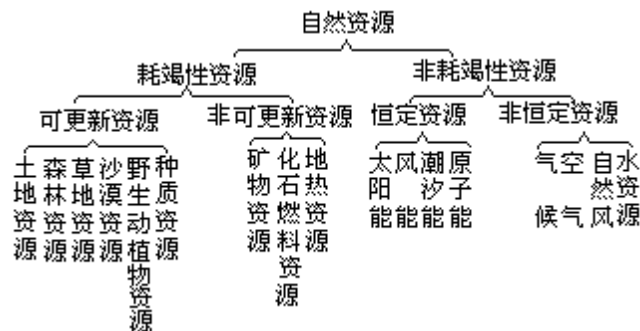 自然资源
耗竭性资源
非耗竭性资源
可更新资源
非可更新资源
恒定资源
非恒定资源
土地资源
森林资源
草地资源
沙漠资源
野生动植物资源
种质资源
矿物资源
化石燃料资源
地热资源
太阳能
风能
潮汐能
原子能
气候
空气
自然风
水资源